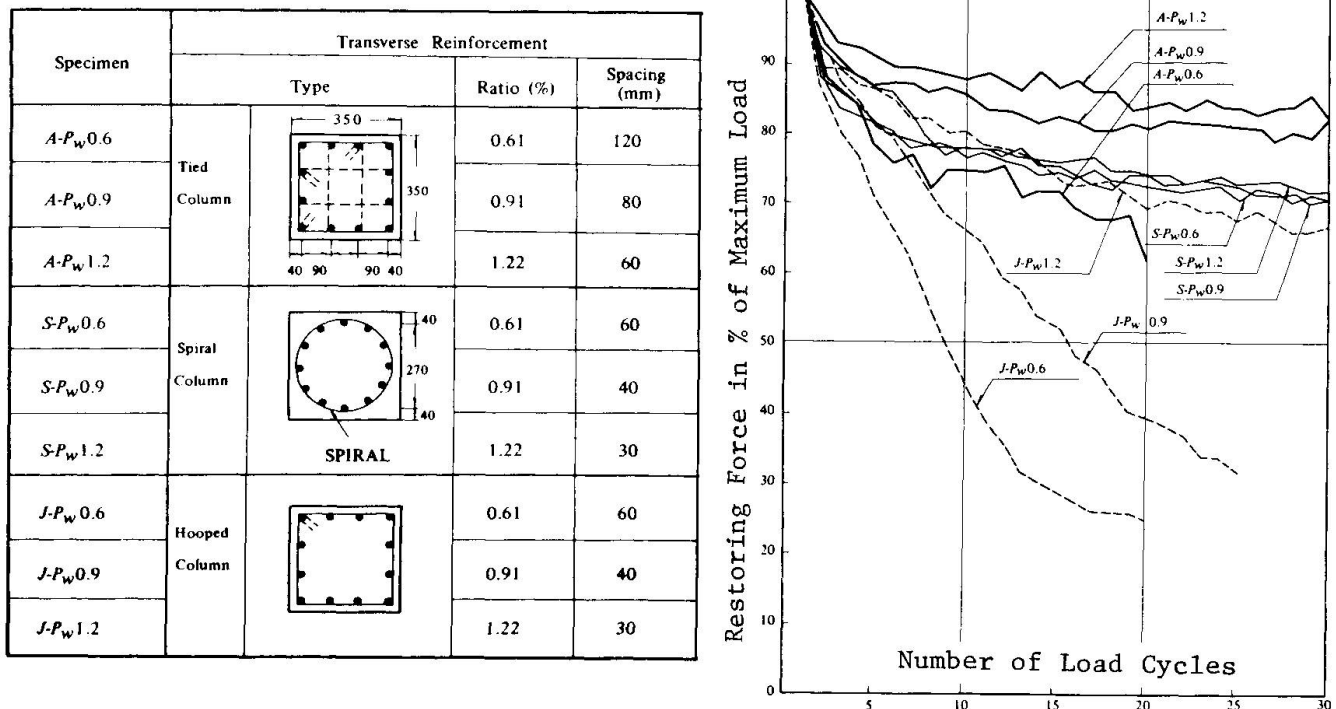 Specimen
Transverse Reinforcement
Type
Ratio (%)
Spacing
(mm)
A-Pw0.6
A-Pw0.9
A-Pw1.2
S-Pw0.6
S-Pw0.9
S-Pw1.2
J-Pw0.6
J-Pw0.9
J-Pw1.2
Tied
Column
Spiral
Column
Hooped
Column
350
350
40 90 90 40
40
270
40
SPIRAL
0.61
120
0.91
80
1.22
60
0.61
60
0.91
40
1.22
30
0.61
60
0.91
40
1.22
30
Restoring Force in % of Maximum Load
90
80
70
60
50
40
30
20
10
0
A-Pw1.2
A-Pw0.9
A-Pw0.6
S-Pw0.6
J-Pw1.2
S-Pw1.2
S-Pw0.9
J-Pw 0.9
J-Pw0.6
Number of Load Cycles
5 10 15 20 25 30